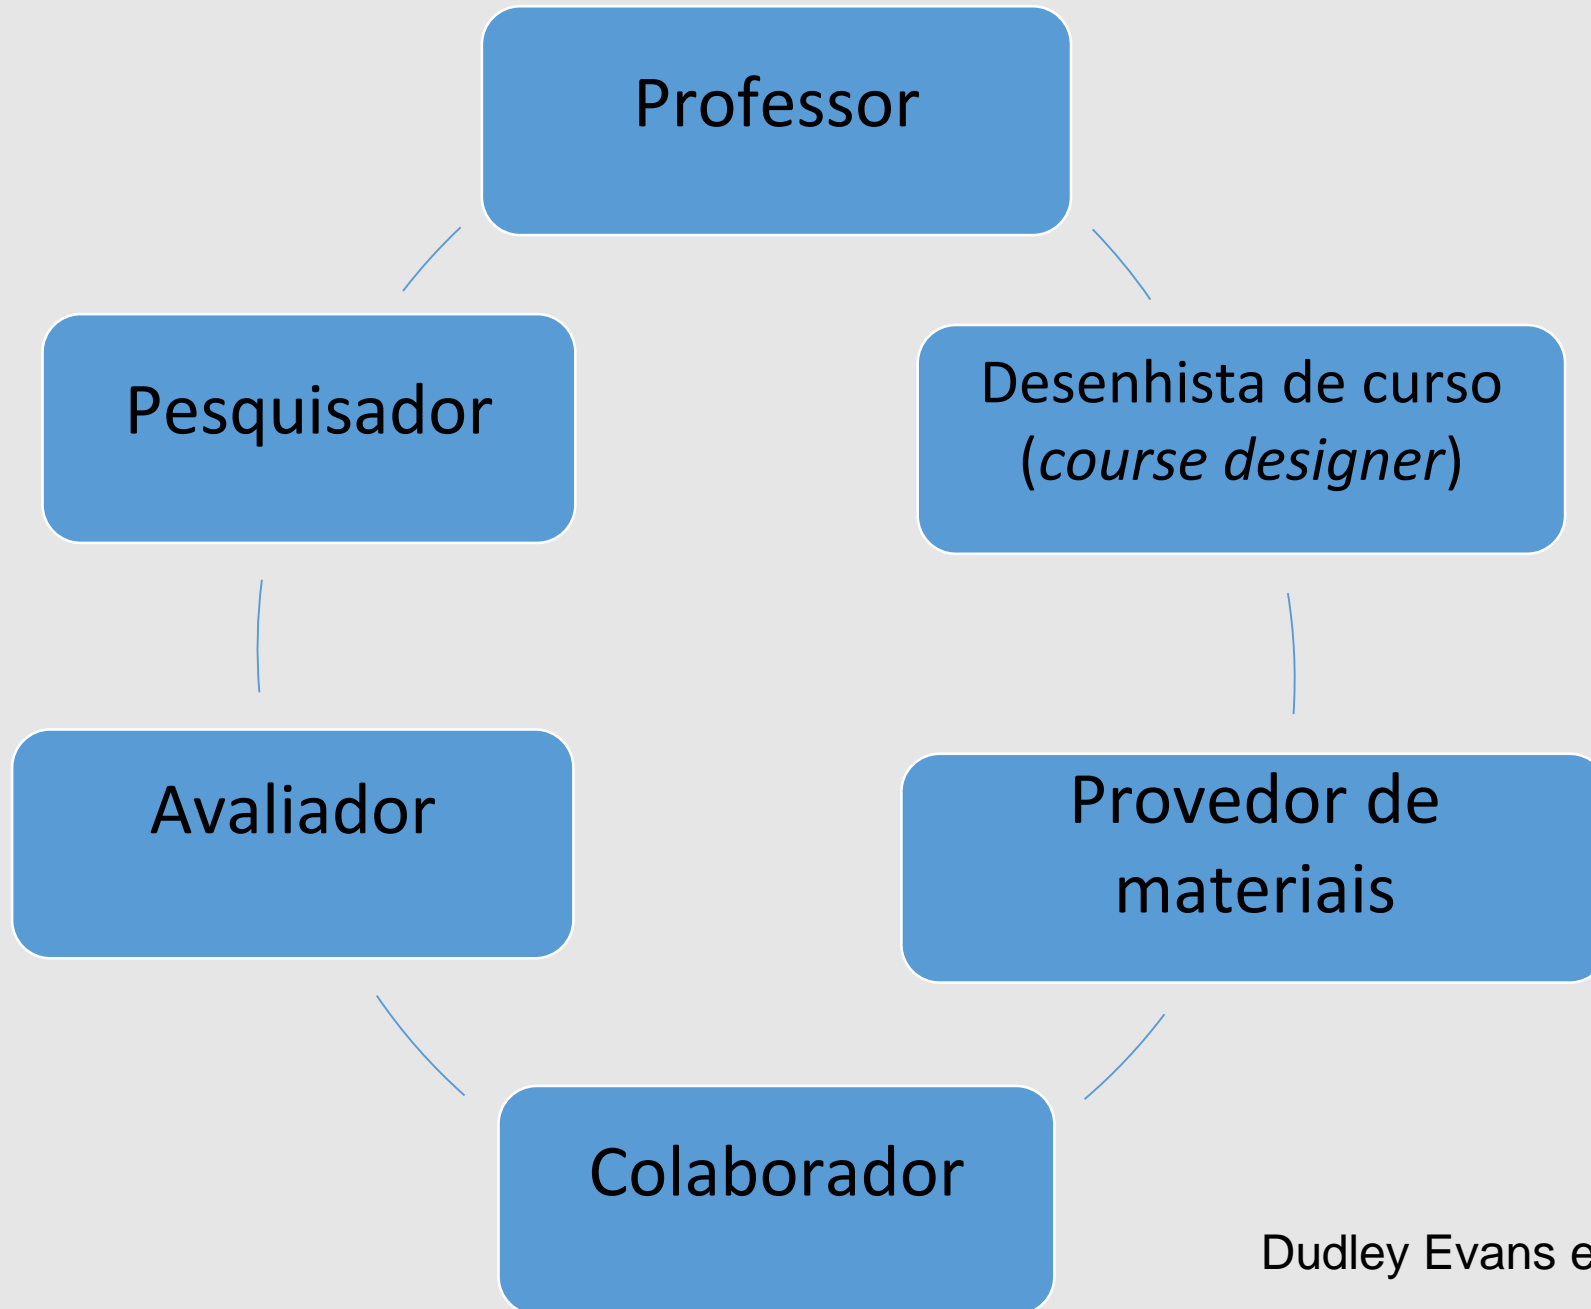 Professor
Pesquisador
Desenhista de curso
(course designer)
Avaliador
Provedor de
materiais
Colaborador
Dudley Evans e